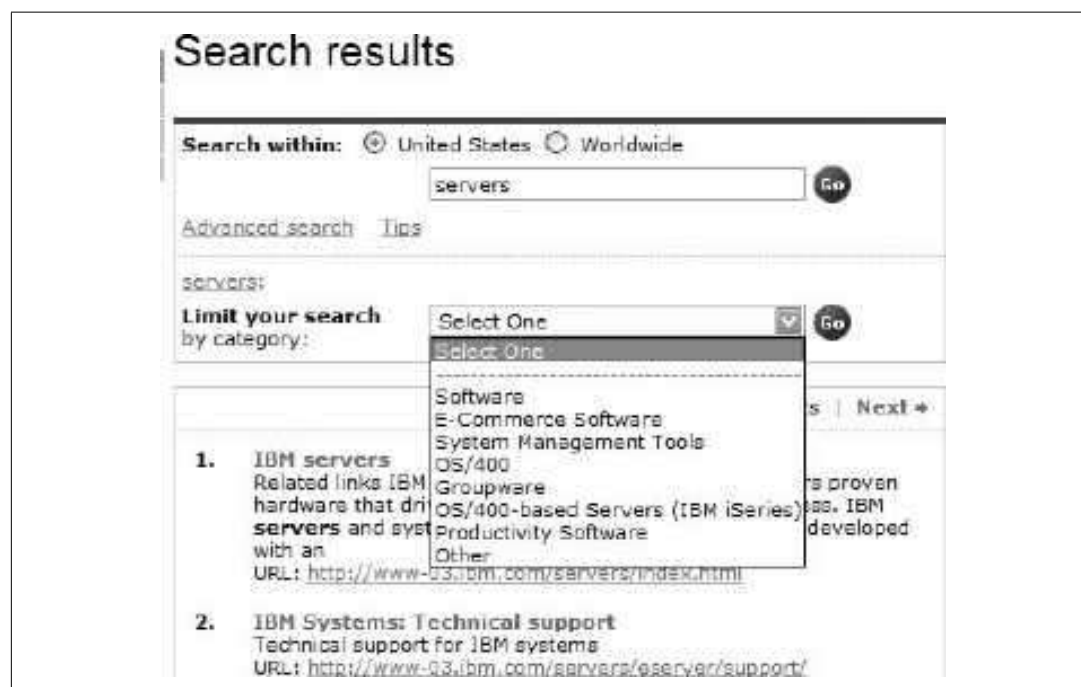 Search results
Search within: United States Worldwide
servers Go
Advanced search Tips
servers:
Limit your search
by category:
Select One Go
Select One
Software
E-Commerce Software
System Management Tools
OS/400
Groupware
OS/400-based Servers (IBM iSeries)
Productivity Software
Other
s | Next
1. IBM servers
Related links IBM rs proven
hardware that dri ss. IBM
servers and syst developed
with an
URL: http://www-03.ibm.com/servers/index.html
2. IBM Systems: Technical support
Technical support for IBM systems
URL: http://www-03.ibm.com/servers/eserver/support/